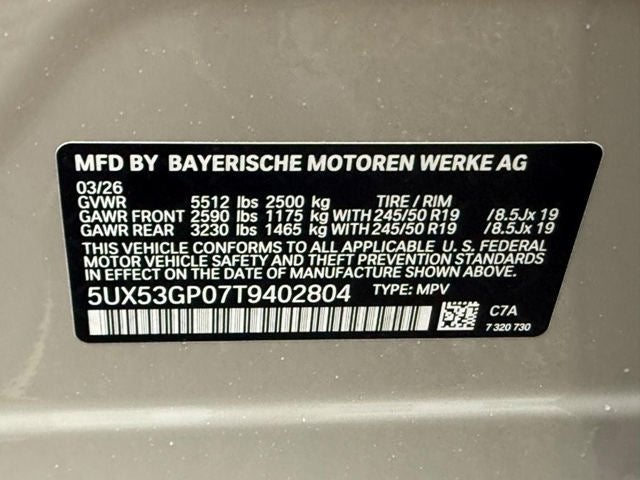 MFD BY BAYERISCHE MOTOREN WERKE AG
03/26
GVWR 5512 lbs 2500 kg TIRE / RIM
GAWR FRONT 2590 lbs 1175 kg WITH 245/50 R19 /8.5Jx 19
GAWR REAR 3230 lbs 1465 kg WITH 245/50 R19 /8.5Jx 19
THIS VEHICLE CONFORMS TO ALL APPLICABLE U. S. FEDERAL
MOTOR VEHICLE SAFETY AND THEFT PREVENTION STANDARDS
IN EFFECT ON THE DATE OF MANUFACTURE SHOWN ABOVE.
5UX53GP07T9402804 TYPE: MPV
C7A
7 320 730